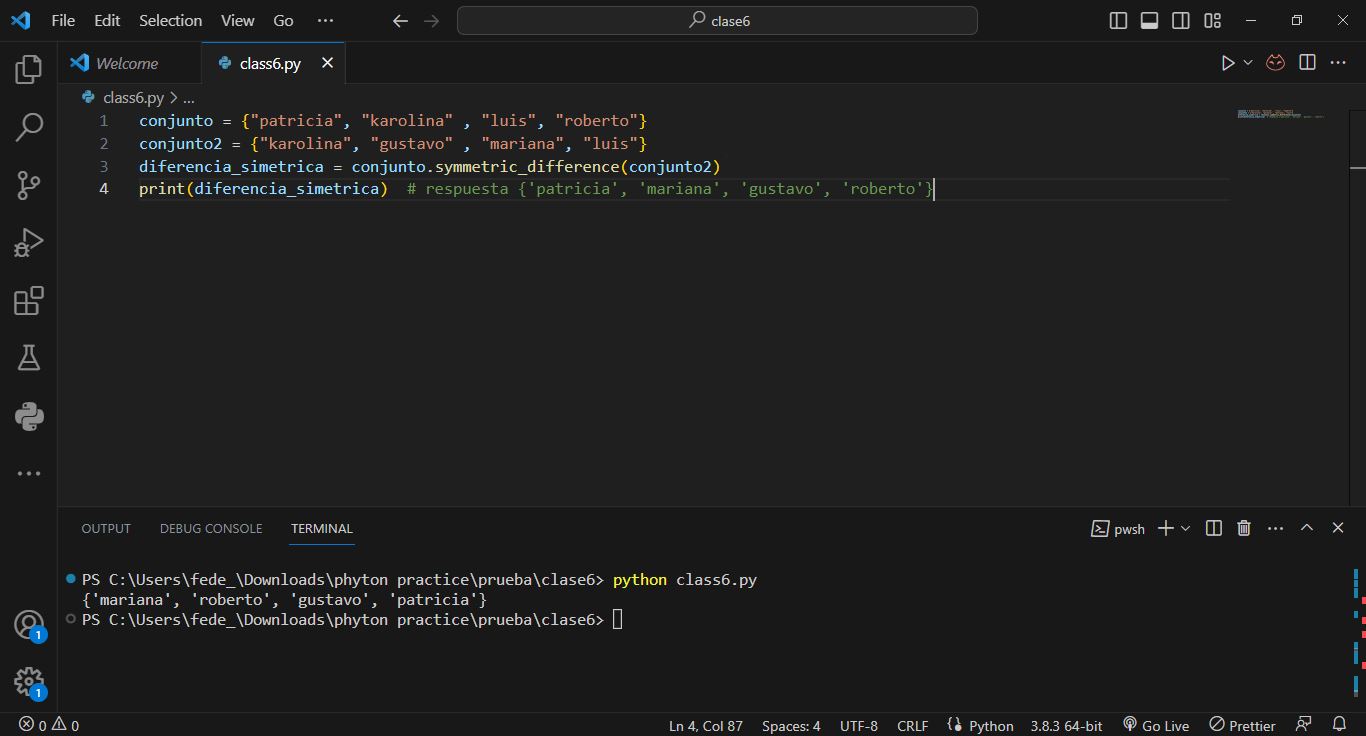 File Edit Selection View Go ··· clase6
Welcome class6.py
class6.py > ...
1 conjunto = {"patricia", "karolina" , "luis", "roberto"}
2 conjunto2 = {"karolina", "gustavo" , "mariana", "luis"}
3 diferencia_simetrica = conjunto.symmetric_difference(conjunto2)
4 print(diferencia_simetrica) # respuesta {'patricia', 'mariana', 'gustavo', 'roberto'}
OUTPUT DEBUG CONSOLE TERMINAL pwsh
PS C:\Users\fede_\Downloads\phyton practice\prueba\clase6> python class6.py
{'mariana', 'roberto', 'gustavo', 'patricia'}
PS C:\Users\fede_\Downloads\phyton practice\prueba\clase6>
1
1
0 0 Ln 4, Col 87 Spaces: 4 UTF-8 CRLF Python 3.8.3 64-bit Go Live Prettier